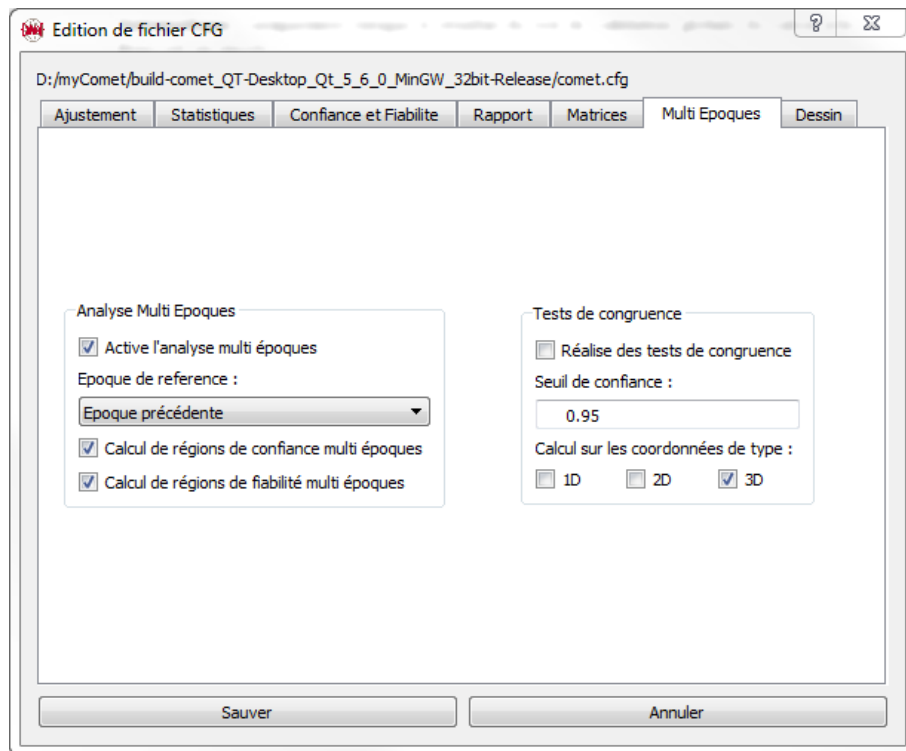 Edition de fichier CFG
D:/myComet/build-comet_QT-Desktop_Qt_5_6_0_MinGW_32bit-Release/comet.cfg
Ajustement Statistiques Confiance et Fiabilite Rapport Matrices Multi Epoques Dessin
Analyse Multi Epoques
Active l'analyse multi époques
Epoque de reference :
Epoque précédente
Calcul de régions de confiance multi époques
Calcul de régions de fiabilité multi époques
Tests de congruence
Réalise des tests de congruence
Seuil de confiance :
0.95
Calcul sur les coordonnées de type :
1D 2D 3D
Sauver Annuler